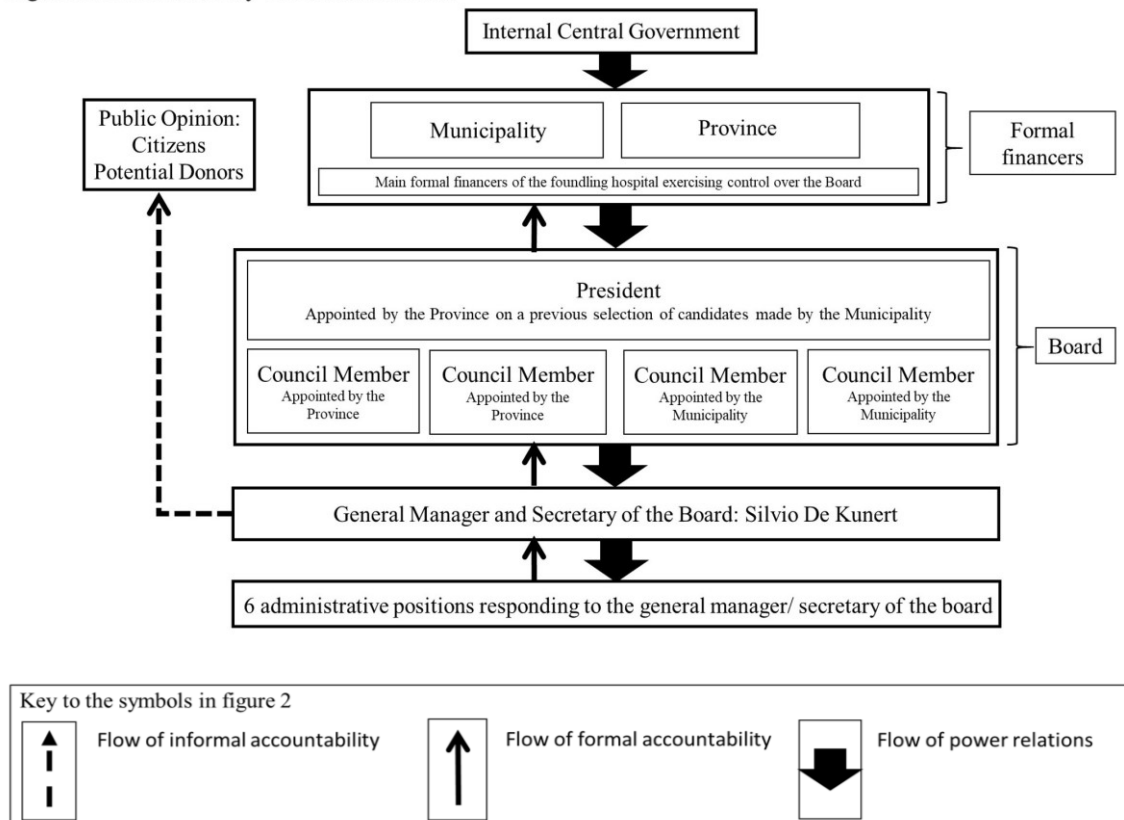 Internal Central Government
Public Opinion:
Citizens
Potential Donors
Municipality
Province
Main formal financers of the foundling hospital exercising control over the Board
Formal
financers
President
Appointed by the Province on a previous selection of candidates made by the Municipality
Council Member
Appointed by the
Province
Council Member
Appointed by the
Province
Council Member
Appointed by the
Municipality
Council Member
Appointed by the
Municipality
Board
General Manager and Secretary of the Board: Silvio De Kunert
6 administrative positions responding to the general manager/ secretary of the board
Key to the symbols in figure 2
Flow of informal accountability
Flow of formal accountability
Flow of power relations